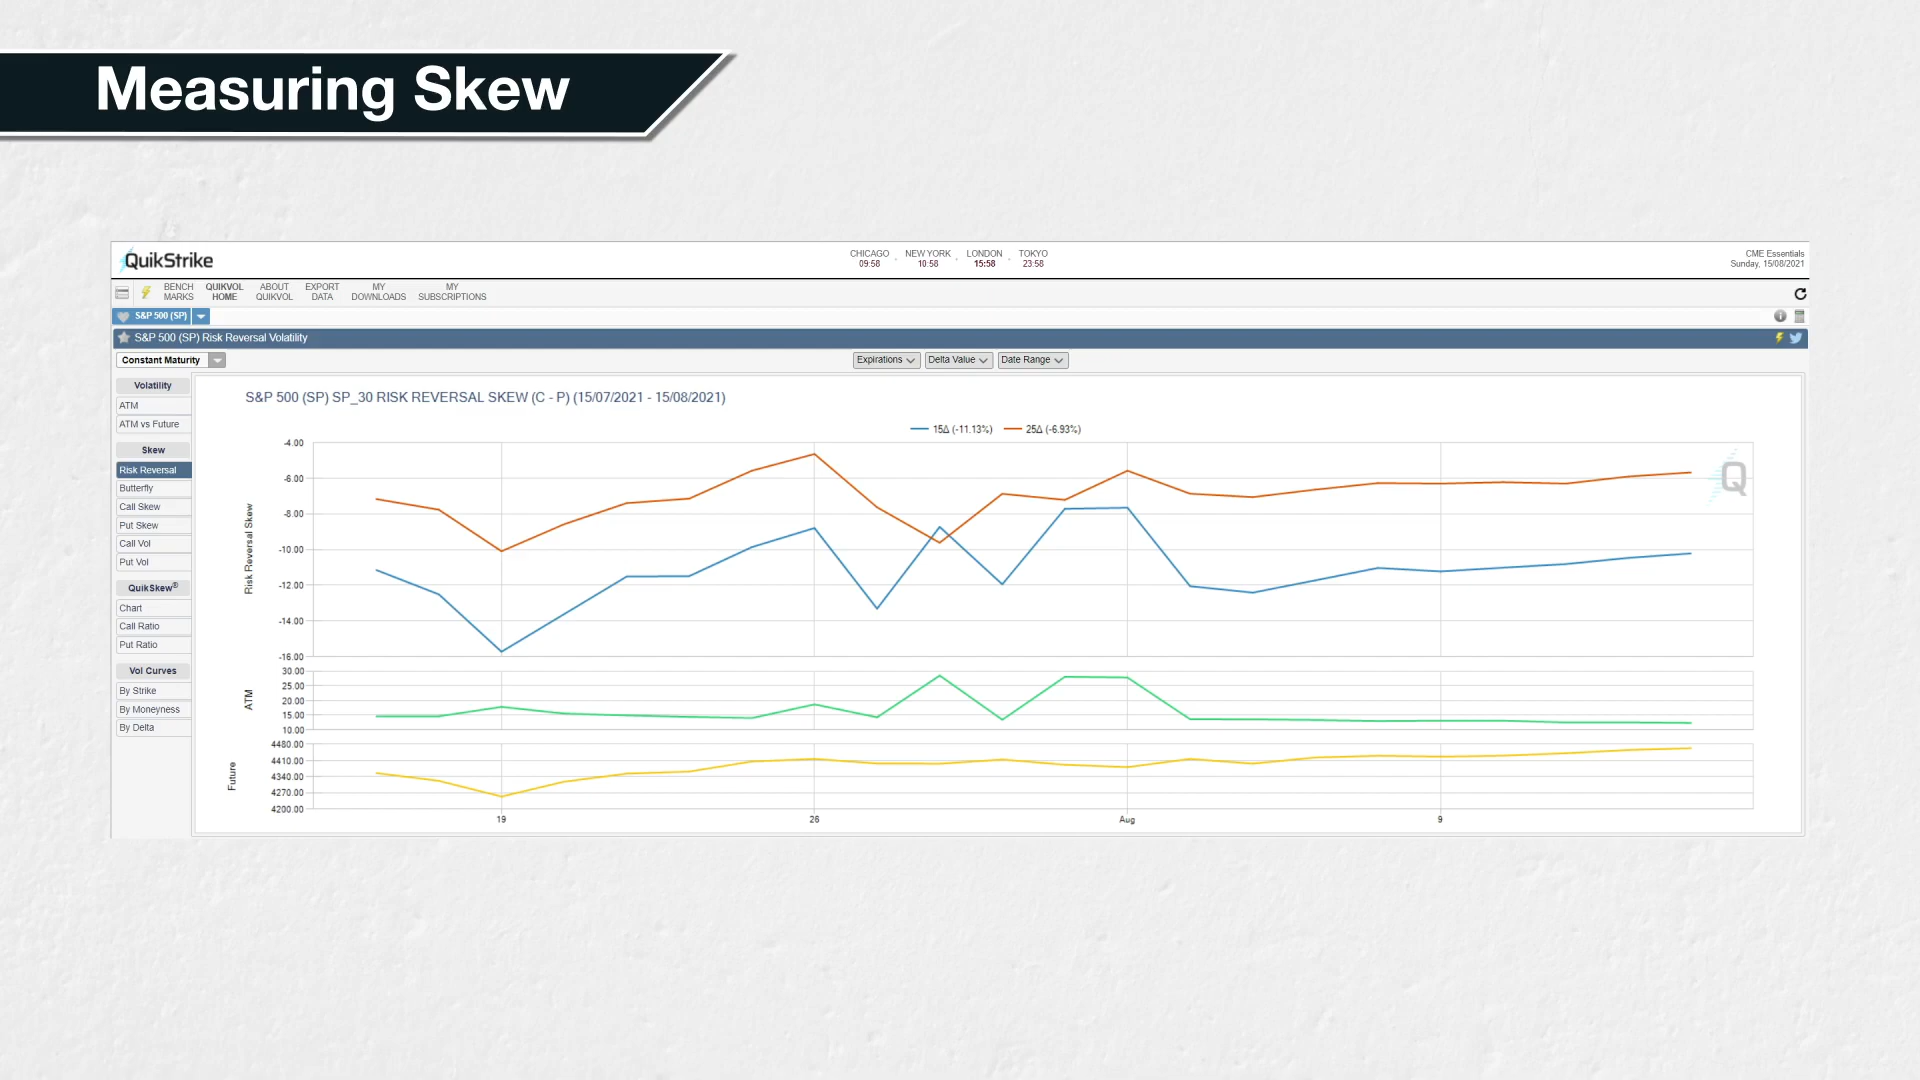 Measuring Skew
QuikStrike
CHICAGO NEW YORK LONDON TOKYO
09:58 10:58 15:58 23:58
CME Essentials
Sunday, 15/08/2021
BENCH MARKS
QUIKVOL HOME
ABOUT QUIKVOL
EXPORT DATA
MY DOWNLOADS
MY SUBSCRIPTIONS
S&P 500 (SP)
S&P 500 (SP) Risk Reversal Volatility
Constant Maturity
Expirations
Delta Value
Date Range
Volatility
ATM
ATM vs Future
Skew
Risk Reversal
Butterfly
Call Skew
Put Skew
Call Vol
Put Vol
QuikSkew®
Chart
Call Ratio
Put Ratio
Vol Curves
By Strike
By Moneyness
By Delta
S&P 500 (SP) SP_30 RISK REVERSAL SKEW (C - P) (15/07/2021 - 15/08/2021)
15Δ (-11.13%) 25Δ (-6.93%)
Q
Risk Reversal Skew
-4.00
-6.00
-8.00
-10.00
-12.00
-14.00
-16.00
ATM
30.00
25.00
20.00
15.00
10.00
Future
4480.00
4410.00
4340.00
4270.00
4200.00
19 26 Aug 9